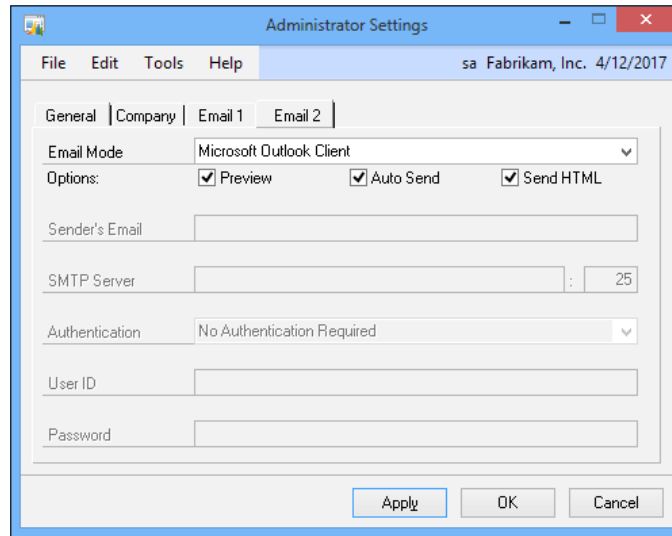 Administrator Settings
File Edit Tools Help sa Fabrikam, Inc. 4/12/2017
General Company Email 1 Email 2
Email Mode Microsoft Outlook Client
Options: Preview Auto Send Send HTML
Sender's Email
SMTP Server : 25
Authentication No Authentication Required
User ID
Password
Apply OK Cancel